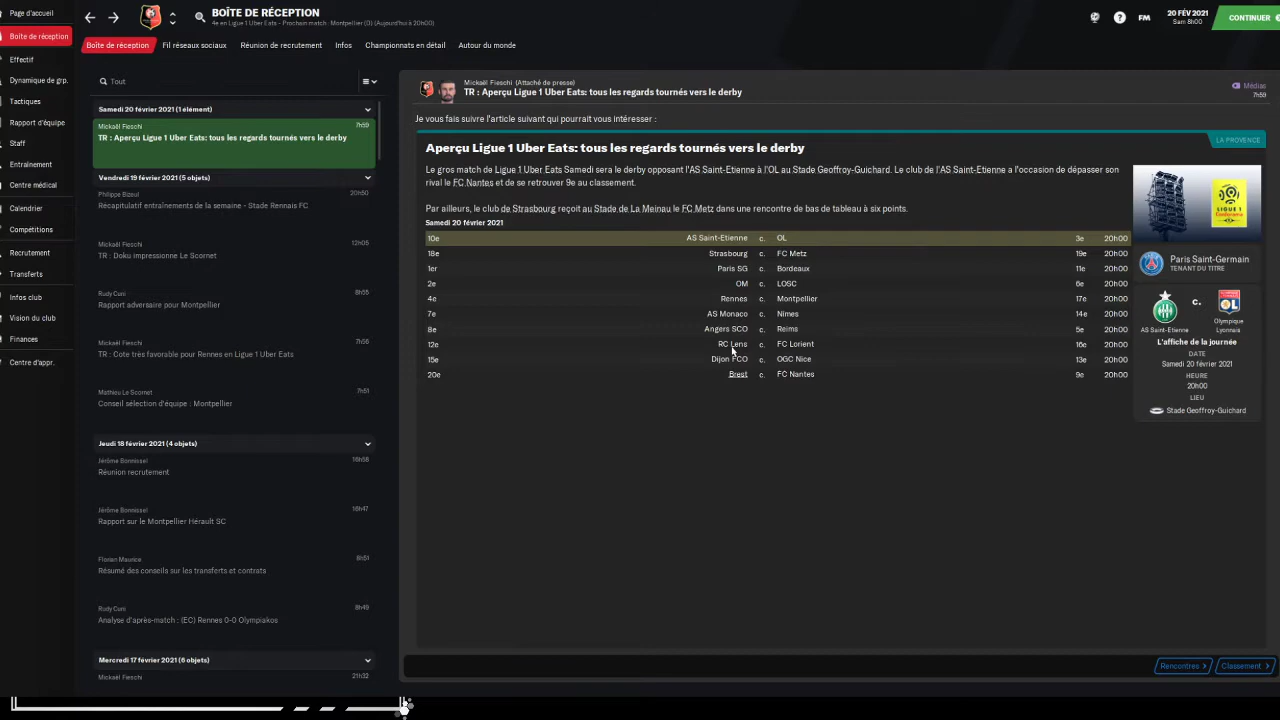 Page d'accueil
Boîte de réception
Effectif
Dynamique de grp.
Tactiques
Rapport d'équipe
Staff
Entraînement
Centre médical
Calendrier
Compétitions
Recrutement
Transferts
Infos club
Vision du club
Finances
Centre d'appr.
BOÎTE DE RÉCEPTION
4e en Ligue 1 Uber Eats - Prochain match : Montpellier (D) (Aujourd'hui à 20h00)
FM
20 FÉV 2021
Sam 8h00
CONTINUER
Boîte de réception Fil réseaux sociaux Réunion de recrutement Infos Championnats en détail Autour du monde
Tout
Samedi 20 février 2021 (1 élément)
Mickaël Fieschi 7h59
TR : Aperçu Ligue 1 Uber Eats: tous les regards tournés vers le derby
Vendredi 19 février 2021 (5 objets)
Philippe Bizeul 20h50
Récapitulatif entraînements de la semaine - Stade Rennais FC
Mickaël Fieschi 12h05
TR : Doku impressionne Le Scornet
Rudy Cuni 8h55
Rapport adversaire pour Montpellier
Mickaël Fieschi 7h56
TR : Cote très favorable pour Rennes en Ligue 1 Uber Eats
Mathieu Le Scornet 7h51
Conseil sélection d'équipe : Montpellier
Jeudi 18 février 2021 (4 objets)
Jérôme Bonnissel 16h58
Réunion recrutement
Jérôme Bonnissel 16h47
Rapport sur le Montpellier Hérault SC
Florian Maurice 8h51
Résumé des conseils sur les transferts et contrats
Rudy Cuni 8h49
Analyse d'après-match : (EC) Rennes 0-0 Olympiakos
Mercredi 17 février 2021 (6 objets)
Mickaël Fieschi 21h32
Mickaël Fieschi (Attaché de presse)
TR : Aperçu Ligue 1 Uber Eats: tous les regards tournés vers le derby
Médias
7h59
Je vous fais suivre l'article suivant qui pourrait vous intéresser :
LA PROVENCE
Aperçu Ligue 1 Uber Eats: tous les regards tournés vers le derby
Le gros match de Ligue 1 Uber Eats Samedi sera le derby opposant l'AS Saint-Etienne à l'OL au Stade Geoffroy-Guichard. Le club de l'AS Saint-Etienne a l'occasion de dépasser son
rival le FC Nantes et de se retrouver 9e au classement.
Par ailleurs, le club de Strasbourg reçoit au Stade de La Meinau le FC Metz dans une rencontre de bas de tableau à six points.
Samedi 20 février 2021
10e AS Saint-Etienne c. OL 3e 20h00
18e Strasbourg c. FC Metz 19e 20h00
1er Paris SG c. Bordeaux 11e 20h00
2e OM c. LOSC 6e 20h00
4e Rennes c. Montpellier 17e 20h00
7e AS Monaco c. Nîmes 14e 20h00
8e Angers SCO c. Reims 5e 20h00
12e RC Lens c. FC Lorient 16e 20h00
15e Dijon FCO c. OGC Nice 13e 20h00
20e Brest c. FC Nantes 9e 20h00
LIGUE 1
Conforama
Paris Saint-Germain
TENANT DU TITRE
c.
AS Saint-Etienne
Olympique
Lyonnais
L'affiche de la journée
DATE
Samedi 20 février 2021
HEURE
20h00
LIEU
Stade Geoffroy-Guichard
Rencontres Classement